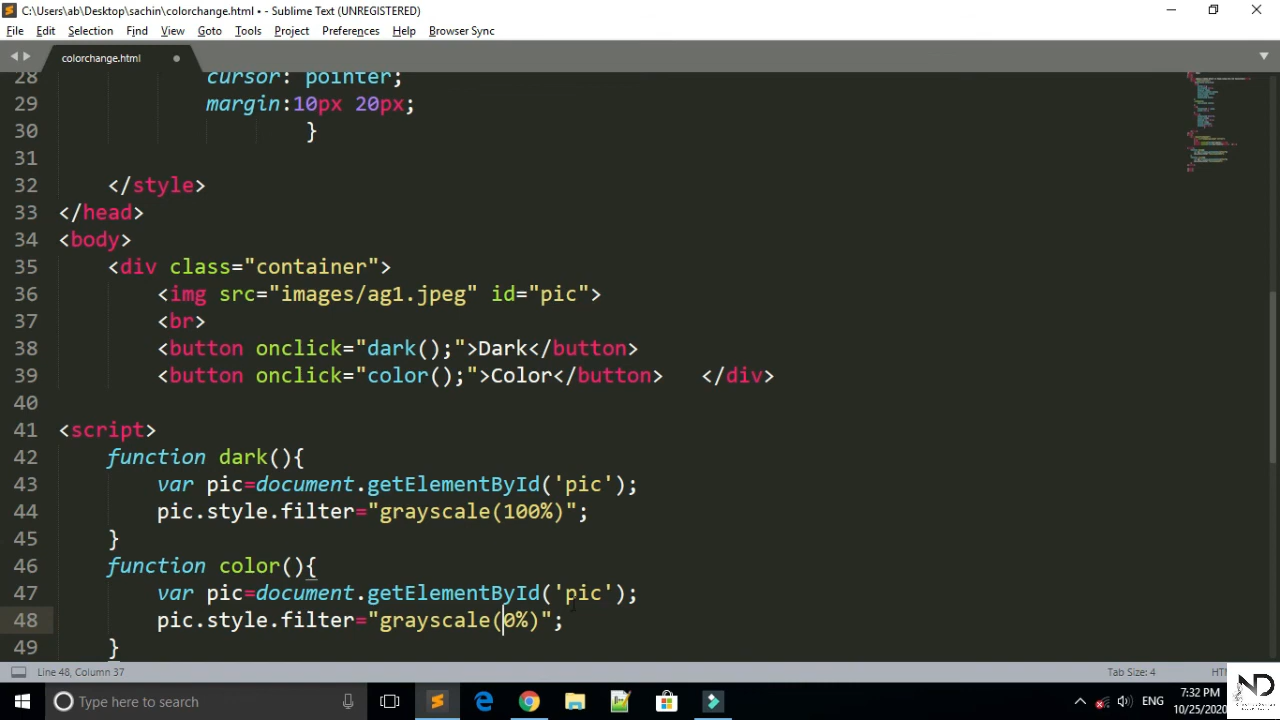 C:\Users\ab\Desktop\sachin\colorchange.html • - Sublime Text (UNREGISTERED)
File Edit Selection Find View Goto Tools Project Preferences Help Browser Sync
colorchange.html
28 cursor: pointer;
29 margin:10px 20px;
30 }
31
32 </style>
33 </head>
34 <body>
35 <div class="container">
36 <img src="images/ag1.jpeg" id="pic">
37 <br>
38 <button onclick="dark();">Dark</button>
39 <button onclick="color();">Color</button> </div>
40
41 <script>
42 function dark(){
43 var pic=document.getElementById('pic');
44 pic.style.filter="grayscale(100%)";
45 }
46 function color(){
47 var pic=document.getElementById('pic');
48 pic.style.filter="grayscale(0%)";
49 }
Line 48, Column 37
Tab Size: 4
Type here to search
ENG
7:32 PM
10/25/2020
ND